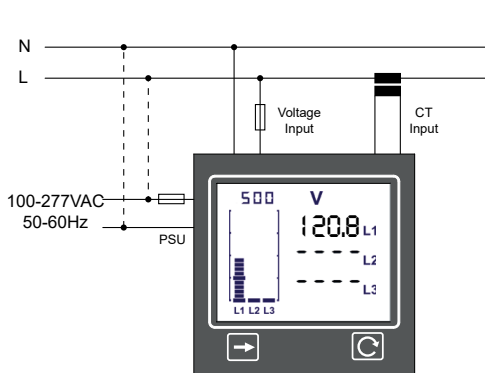 N
L
Voltage
Input
CT
Input
100-277VAC
50-60Hz
PSU
500 V
120.8 L1
---- L2
---- L3
L1 L2 L3